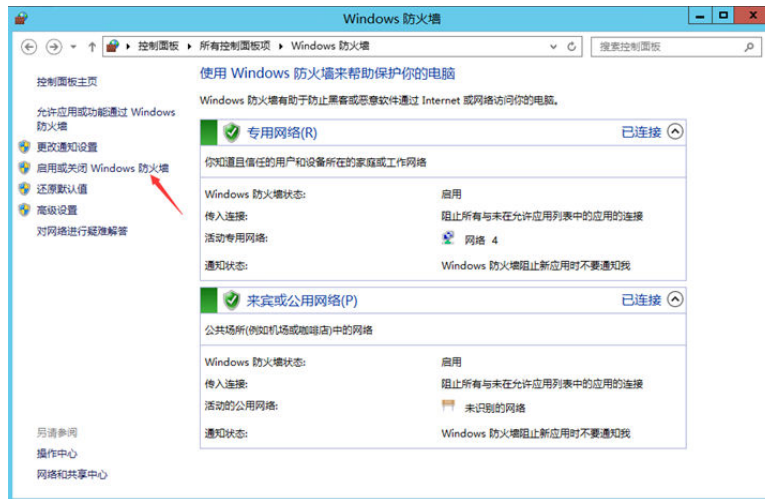 Windows 防火墙
控制面板 ▸ 所有控制面板项 ▸ Windows 防火墙
搜索控制面板
控制面板主页
允许应用或功能通过 Windows
防火墙
更改通知设置
启用或关闭 Windows 防火墙
还原默认值
高级设置
对网络进行疑难解答
另请参阅
操作中心
网络和共享中心
使用 Windows 防火墙来帮助保护你的电脑
Windows 防火墙有助于防止黑客或恶意软件通过 Internet 或网络访问你的电脑。
专用网络(R) 已连接
你知道且信任的用户和设备所在的家庭或工作网络
Windows 防火墙状态: 启用
传入连接: 阻止所有与未在允许应用列表中的应用的连接
活动专用网络: 网络 4
通知状态: Windows 防火墙阻止新应用时不要通知我
来宾或公用网络(P) 已连接
公共场所(例如机场或咖啡店)中的网络
Windows 防火墙状态: 启用
传入连接: 阻止所有与未在允许应用列表中的应用的连接
活动的公用网络: 未识别的网络
通知状态: Windows 防火墙阻止新应用时不要通知我